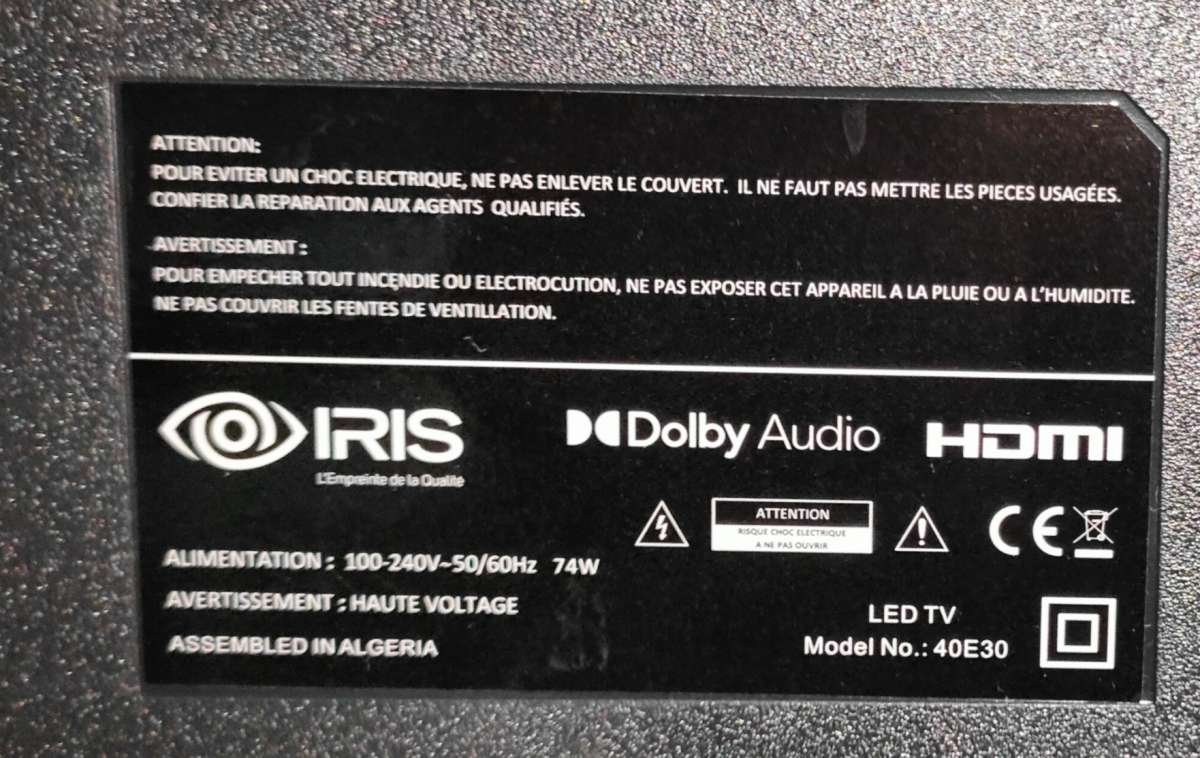 ATTENTION:
POUR EVITER UN CHOC ELECTRIQUE, NE PAS ENLEVER LE COUVERT. IL NE FAUT PAS METTRE LES PIECES USAGÉES.
CONFIER LA REPARATION AUX AGENTS QUALIFIÉS.
AVERTISSEMENT :
POUR EMPECHER TOUT INCENDIE OU ELECTROCUTION, NE PAS EXPOSER CET APPAREIL A LA PLUIE OU A L'HUMIDITE.
NE PAS COUVRIR LES FENTES DE VENTILLATION.
IRIS
L'Empreinte de la Qualité
Dolby Audio
HDMI
ATTENTION
RISQUE CHOC ELECTRIQUE
A NE PAS OUVRIR
CE
ALIMENTATION : 100-240V~50/60Hz 74W
AVERTISSEMENT : HAUTE VOLTAGE
ASSEMBLED IN ALGERIA
LED TV
Model No.: 40E30